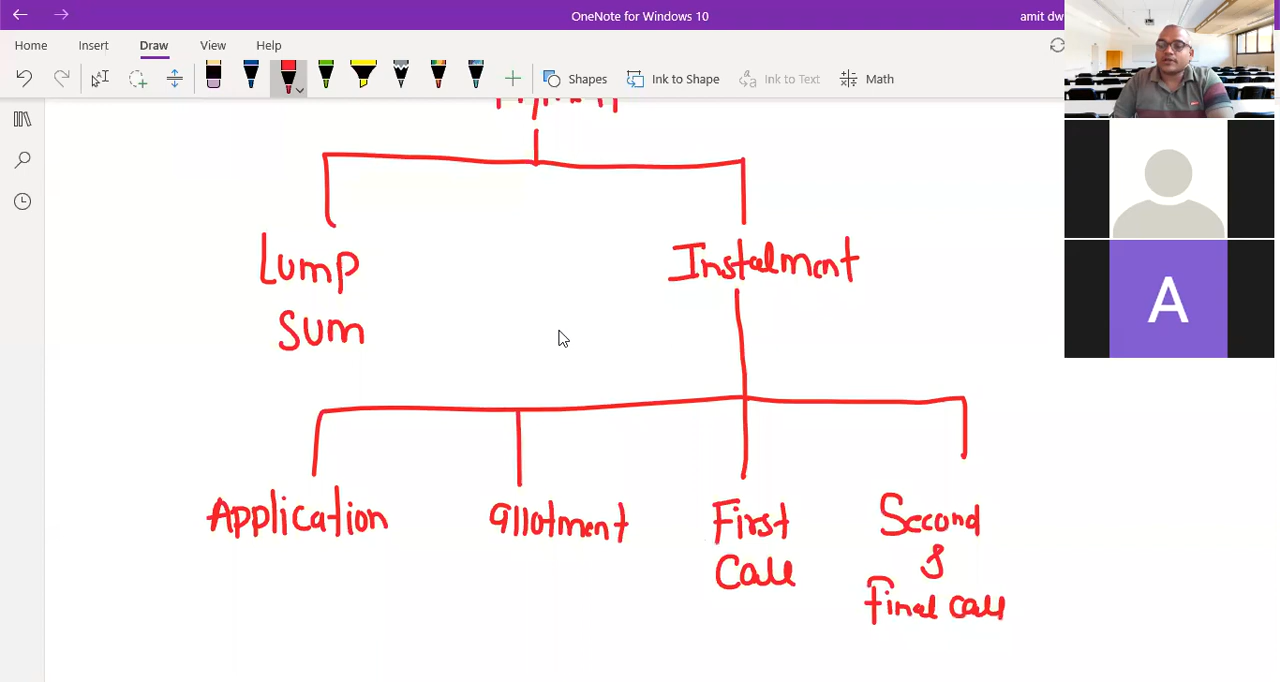 OneNote for Windows 10
amit dw
Home Insert Draw View Help
Shapes Ink to Shape Ink to Text Math
Lump
Sum
Instalment
Application
allotment
First
Call
Second
&
final call
A